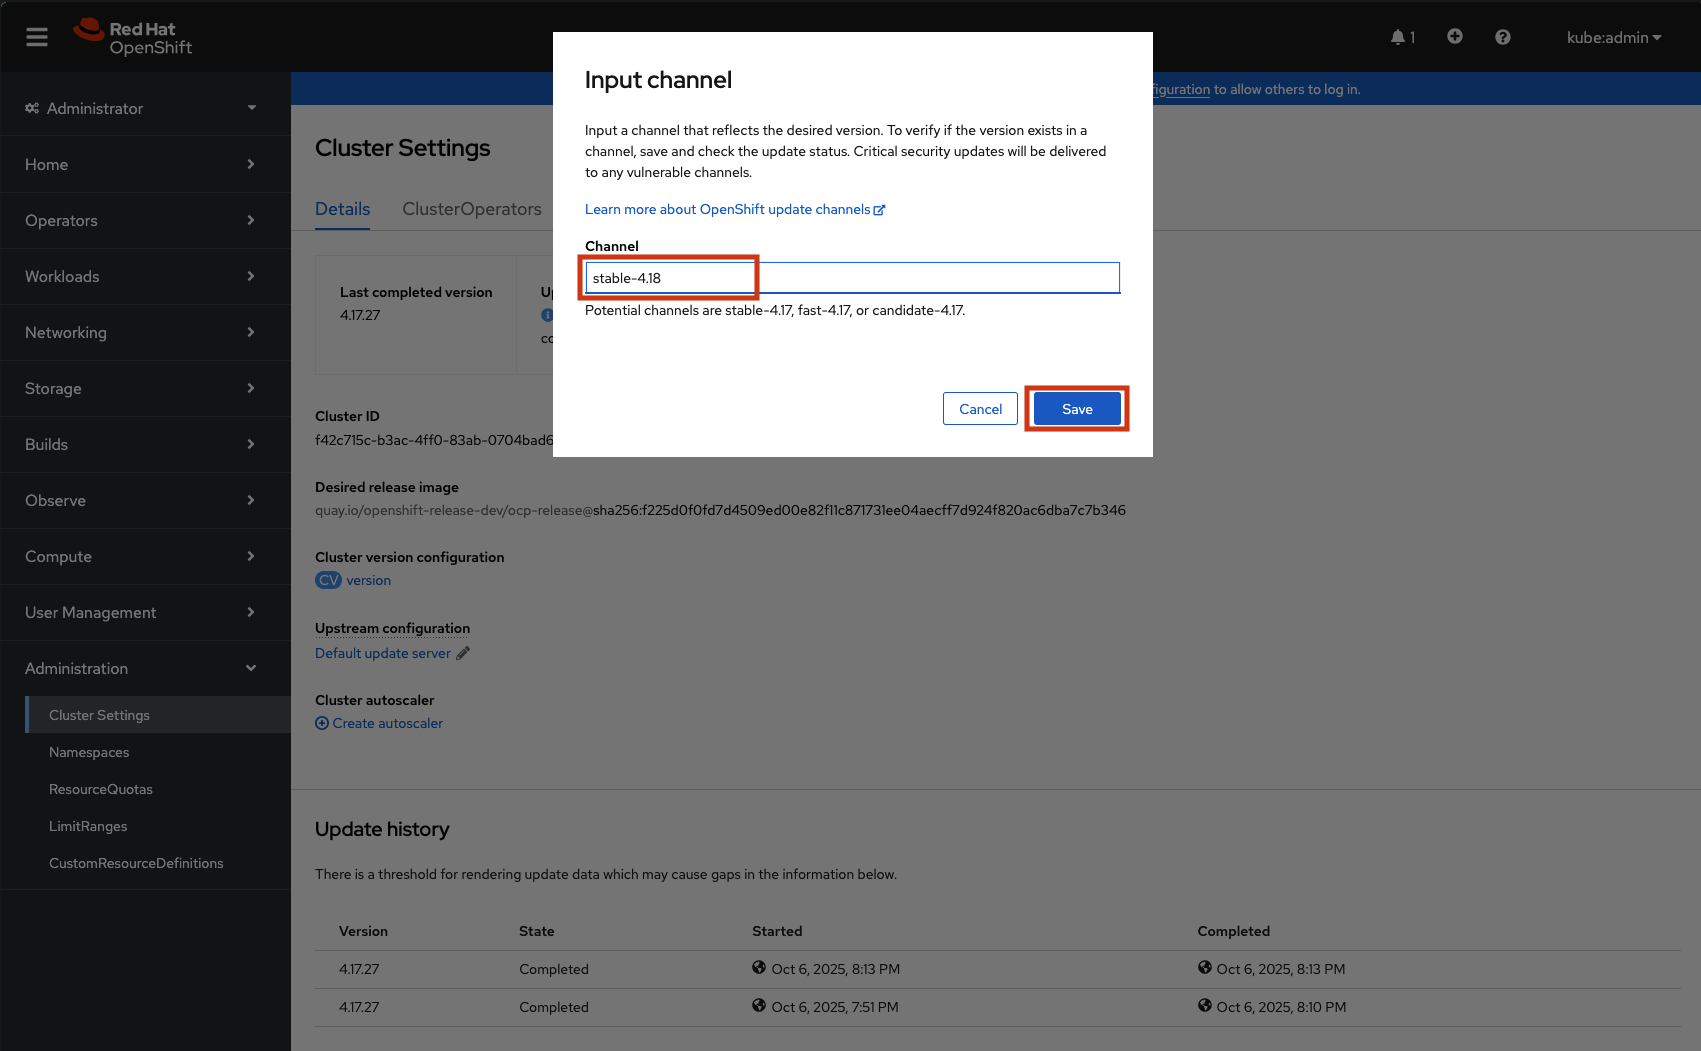 Red Hat
OpenShift
1
kube:admin
Administrator
Home
Operators
Workloads
Networking
Storage
Builds
Observe
Compute
User Management
Administration
Cluster Settings
Namespaces
ResourceQuotas
LimitRanges
CustomResourceDefinitions
to allow others to log in.
Cluster Settings
Details ClusterOperators
Last completed version
4.17.27
Cluster ID
f42c715c-b3ac-4ff0-83ab-0704bad6
Desired release image
quay.io/openshift-release-dev/ocp-release@sha256:f225d0f0fd7d4509ed00e82f11c871731ee04aecff7d924f820ac6dba7c7b346
Cluster version configuration
CV version
Upstream configuration
Default update server
Cluster autoscaler
Create autoscaler
Update history
There is a threshold for rendering update data which may cause gaps in the information below.
Version State Started Completed
4.17.27 Completed Oct 6, 2025, 8:13 PM Oct 6, 2025, 8:13 PM
4.17.27 Completed Oct 6, 2025, 7:51 PM Oct 6, 2025, 8:10 PM
Input channel
Input a channel that reflects the desired version. To verify if the version exists in a
channel, save and check the update status. Critical security updates will be delivered
to any vulnerable channels.
Learn more about OpenShift update channels
Channel
stable-4.18
Potential channels are stable-4.17, fast-4.17, or candidate-4.17.
Cancel Save